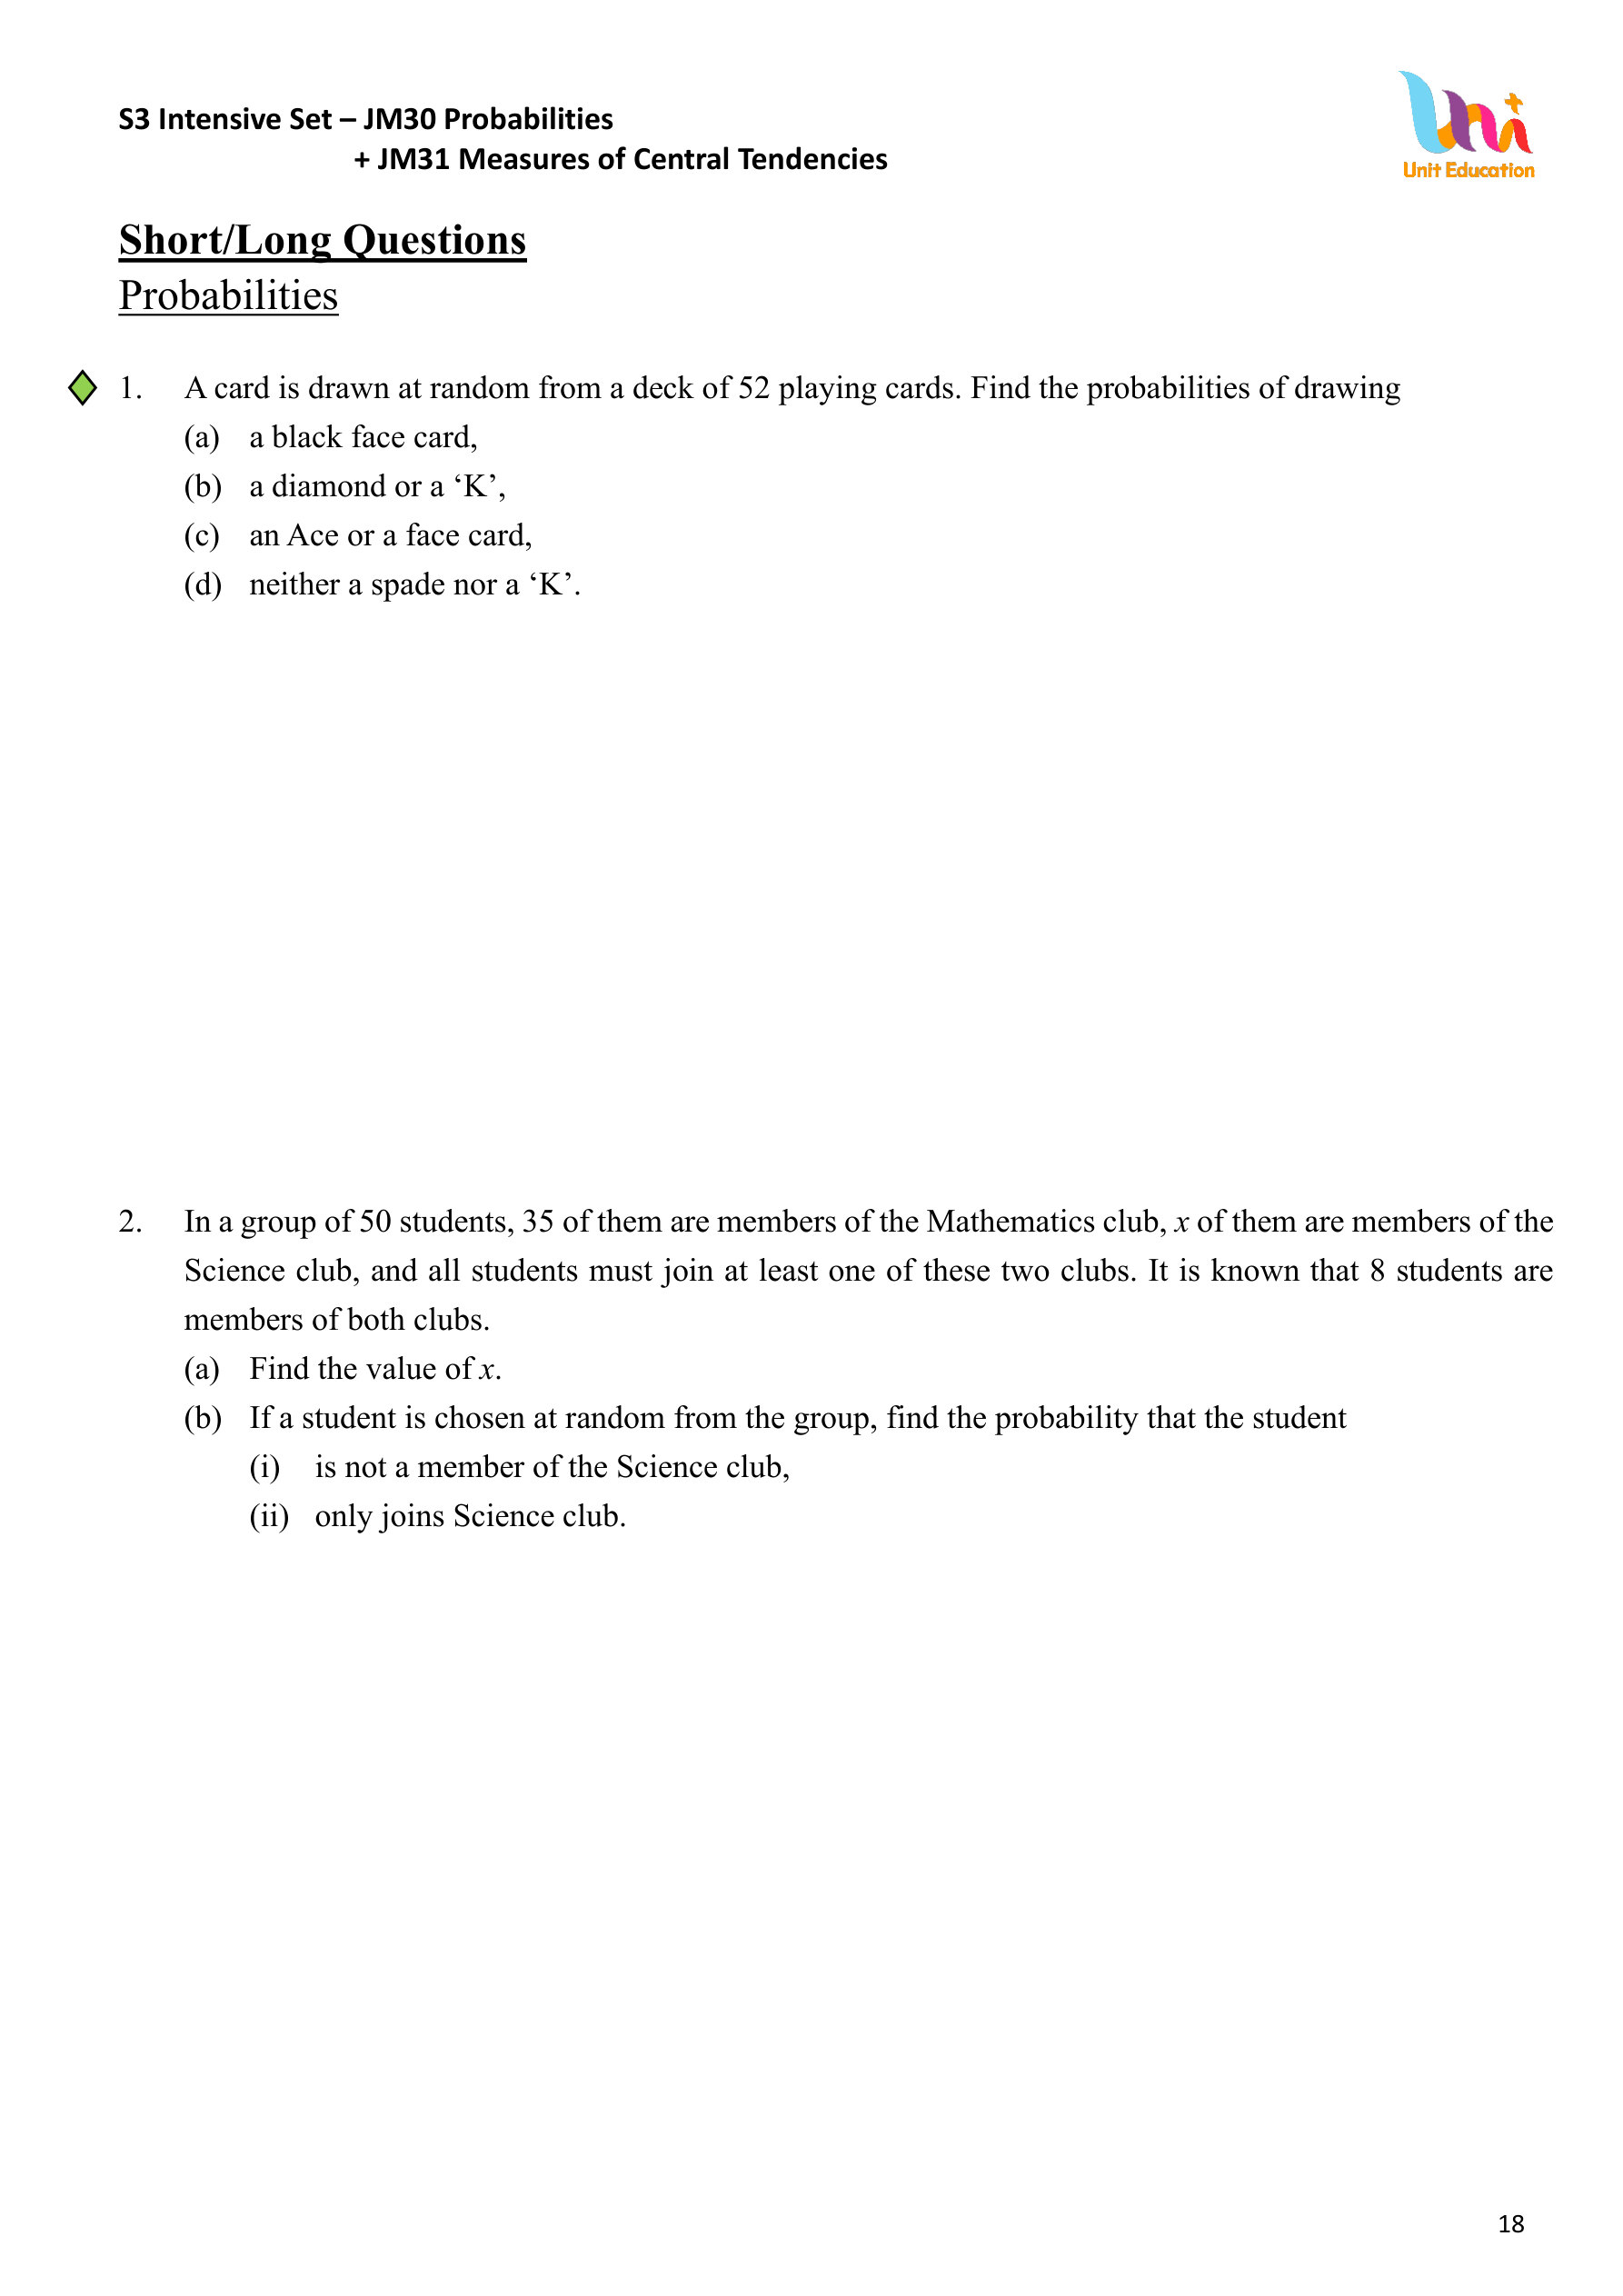 S3 Intensive Set – JM30 Probabilities
+ JM31 Measures of Central Tendencies
Unit Education
Short/Long Questions
Probabilities
1. A card is drawn at random from a deck of 52 playing cards. Find the probabilities of drawing
(a) a black face card,
(b) a diamond or a ‘K’,
(c) an Ace or a face card,
(d) neither a spade nor a ‘K’.
2. In a group of 50 students, 35 of them are members of the Mathematics club, x of them are members of the
Science club, and all students must join at least one of these two clubs. It is known that 8 students are
members of both clubs.
(a) Find the value of x.
(b) If a student is chosen at random from the group, find the probability that the student
(i) is not a member of the Science club,
(ii) only joins Science club.
18